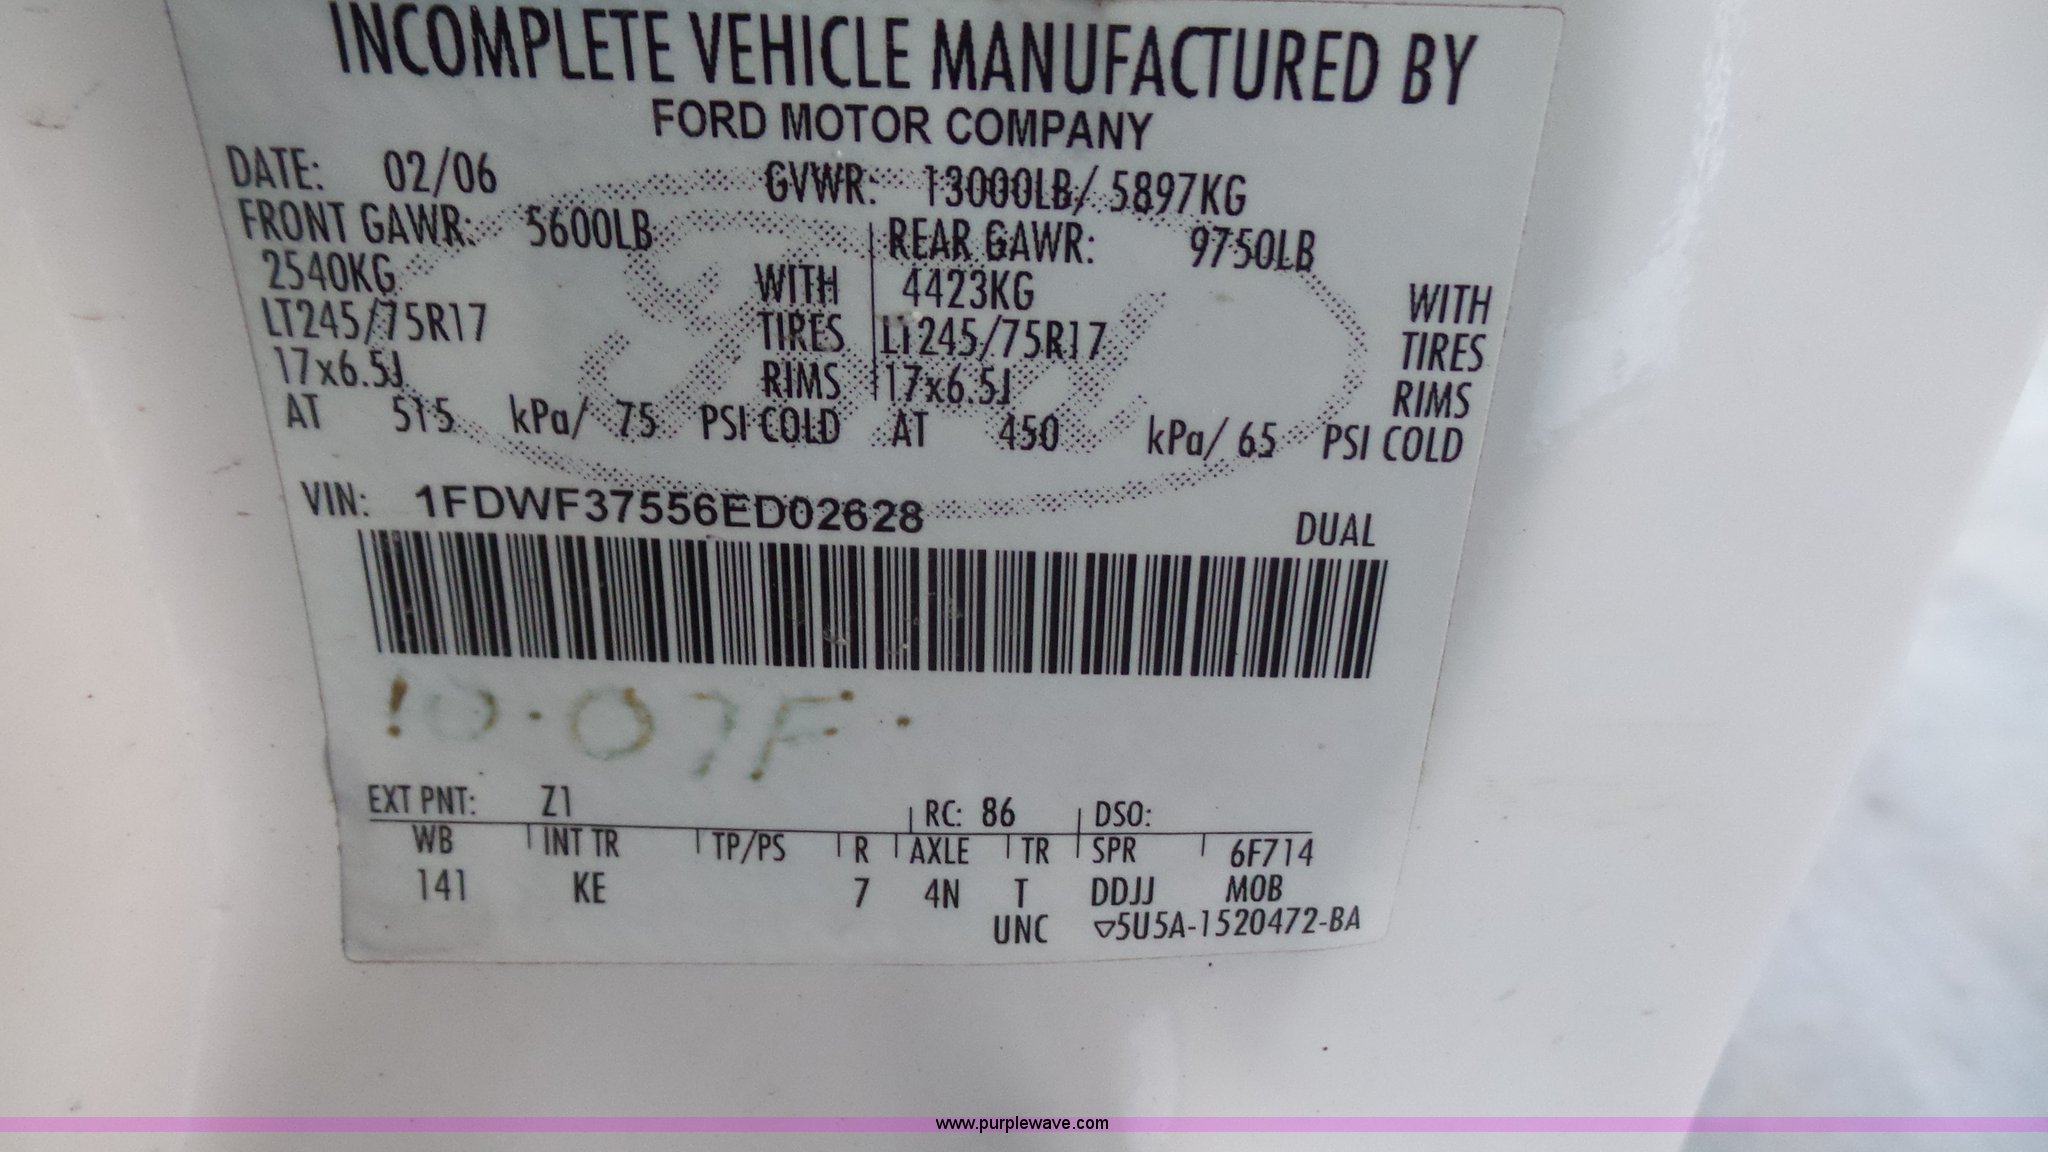 INCOMPLETE VEHICLE MANUFACTURED BY
FORD MOTOR COMPANY
DATE: 02/06 GVWR: 13000LB/ 5897KG
FRONT GAWR: 5600LB REAR GAWR: 9750LB
2540KG WITH 4423KG WITH
LT245/75R17 TIRES LT245/75R17 TIRES
17x6.5J RIMS 17x6.5J RIMS
AT 515 kPa/ 75 PSI COLD AT 450 kPa/ 65 PSI COLD
VIN: 1FDWF37556ED02628 DUAL
10·07F·
EXT PNT: Z1 RC: 86 DSO:
WB INT TR TP/PS R AXLE TR SPR 6F714
141 KE 7 4N T DDJJ MOB
UNC ▽5U5A-1520472-BA
www.purplewave.com